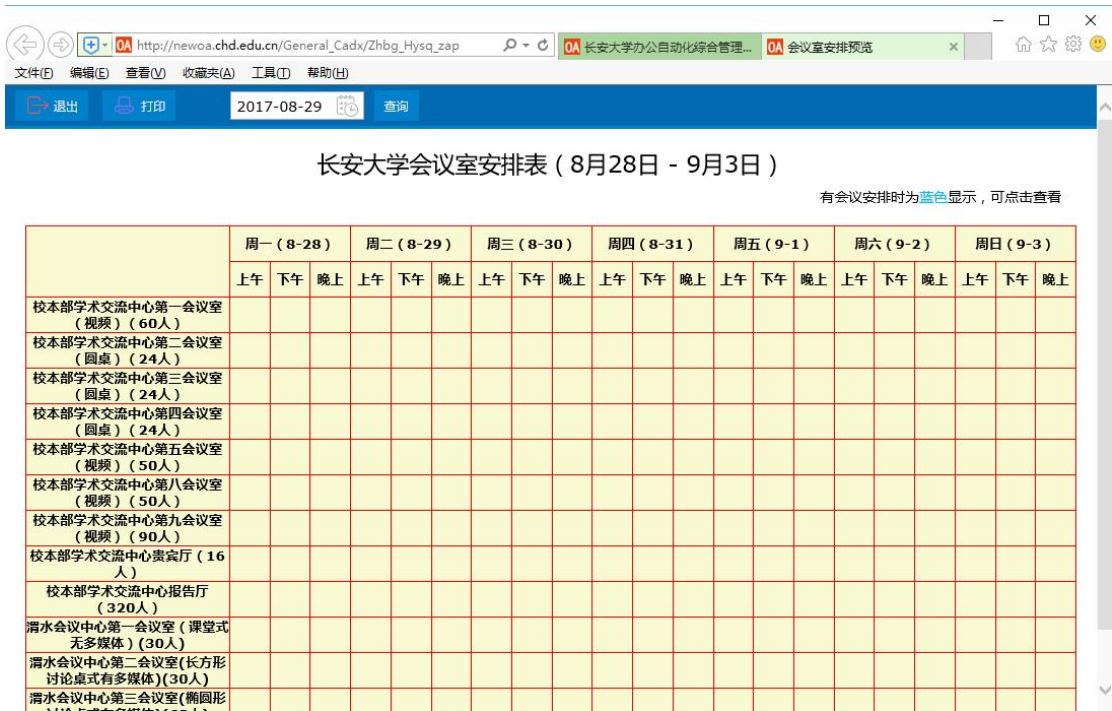 http://newoa.chd.edu.cn/General_Cadx/Zhbg_Hysq_zap
OA 长安大学办公自动化综合管理...
OA 会议室安排预览
文件(F) 编辑(E) 查看(V) 收藏夹(A) 工具(T) 帮助(H)
退出 打印 2017-08-29 查询
长安大学会议室安排表（8月28日 - 9月3日）
有会议安排时为蓝色显示，可点击查看
周一（8-28） 周二（8-29） 周三（8-30） 周四（8-31） 周五（9-1） 周六（9-2） 周日（9-3）
上午 下午 晚上 上午 下午 晚上 上午 下午 晚上 上午 下午 晚上 上午 下午 晚上 上午 下午 晚上 上午 下午 晚上
校本部学术交流中心第一会议室
（视频）（60人）
校本部学术交流中心第二会议室
（圆桌）（24人）
校本部学术交流中心第三会议室
（圆桌）（24人）
校本部学术交流中心第四会议室
（圆桌）（24人）
校本部学术交流中心第五会议室
（视频）（50人）
校本部学术交流中心第八会议室
（视频）（50人）
校本部学术交流中心第九会议室
（视频）（90人）
校本部学术交流中心贵宾厅（16
人）
校本部学术交流中心报告厅
（320人）
渭水会议中心第一会议室（课堂式
无多媒体）(30人)
渭水会议中心第二会议室(长方形
讨论桌式有多媒体)(30人)
渭水会议中心第三会议室(椭圆形